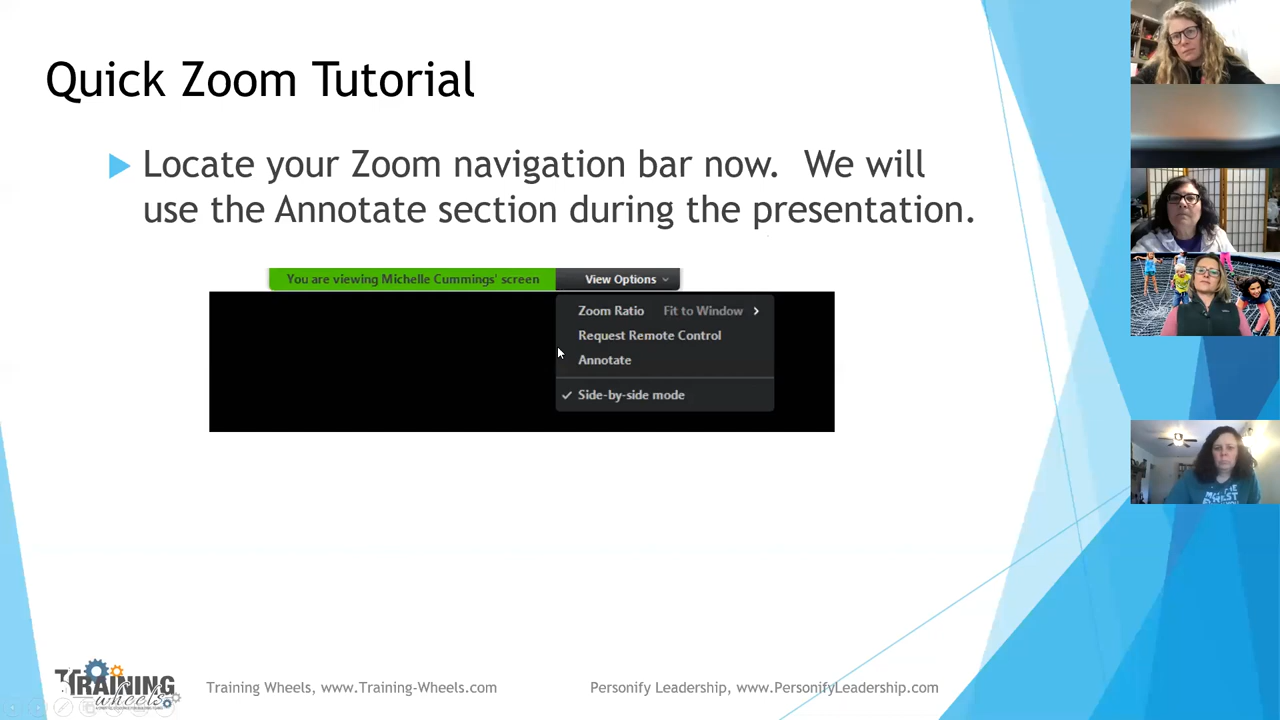 Quick Zoom Tutorial
Locate your Zoom navigation bar now. We will
use the Annotate section during the presentation.
You are viewing Michelle Cummings' screen
View Options
Zoom Ratio Fit to Window
Request Remote Control
Annotate
Side-by-side mode
TRAINING
wheels
Training Wheels, www.Training-Wheels.com
Personify Leadership, www.PersonifyLeadership.com